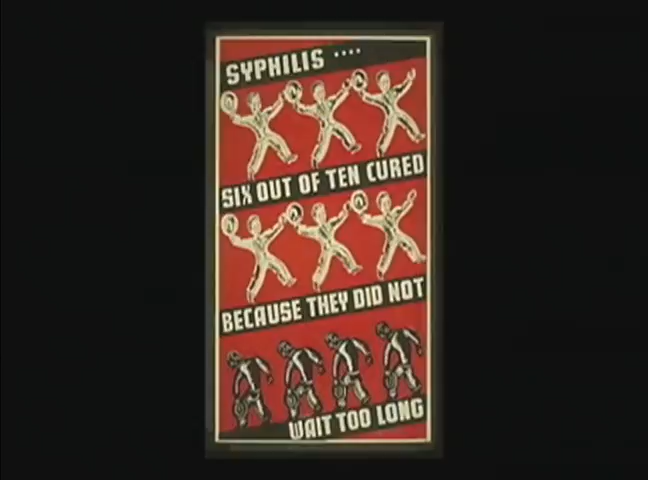 SYPHILIS ....
SIX OUT OF TEN CURED
BECAUSE THEY DID NOT
WAIT TOO LONG